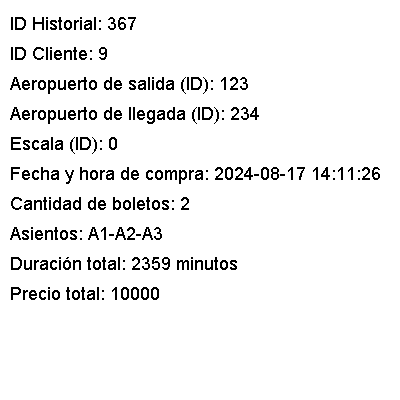 ID Historial: 367
ID Cliente: 9
Aeropuerto de salida (ID): 123
Aeropuerto de llegada (ID): 234
Escala (ID): 0
Fecha y hora de compra: 2024-08-17 14:11:26
Cantidad de boletos: 2
Asientos: A1-A2-A3
Duración total: 2359 minutos
Precio total: 10000